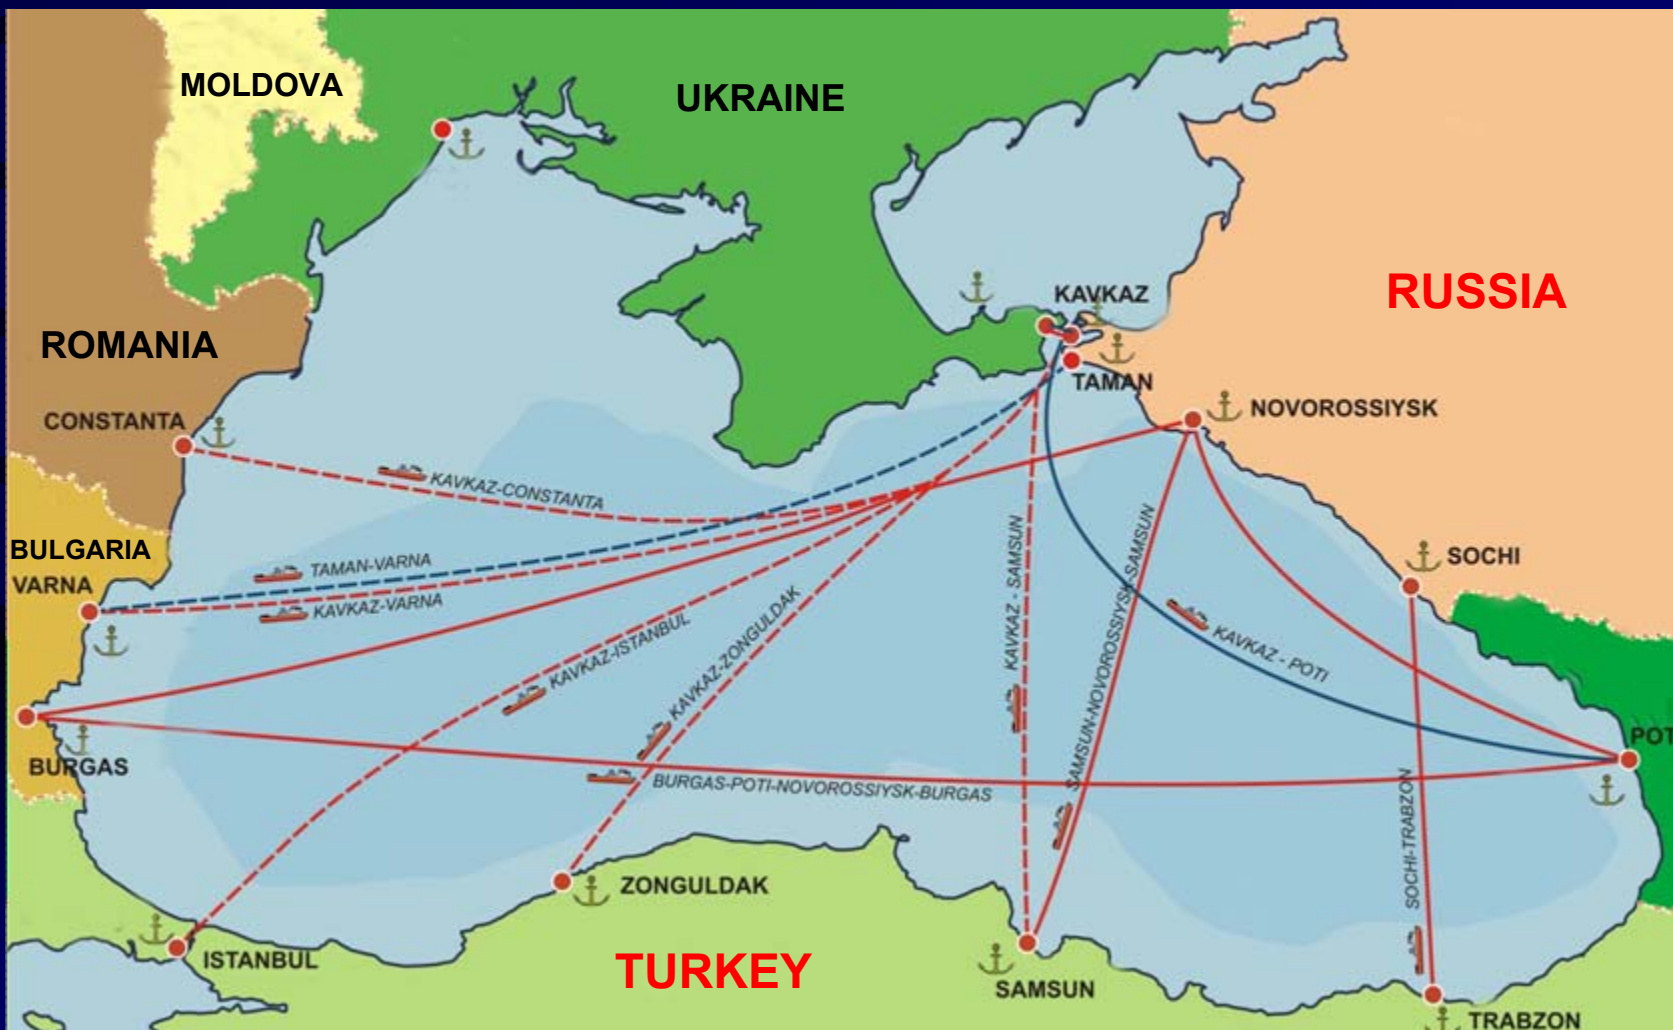 MOLDOVA
UKRAINE
RUSSIA
KAVKAZ
ROMANIA
TAMAN
CONSTANTA
NOVOROSSIYSK
KAVKAZ-CONSTANTA
BULGARIA
VARNA
TAMAN-VARNA
KAVKAZ-VARNA
SOCHI
KAVKAZ-ISTANBUL
KAVKAZ-ZONGULDAK
KAVKAZ - SAMSUN
SAMSUN-NOVOROSSIYSK-SAMSUN
KAVKAZ - POTI
POT
BURGAS
BURGAS-POTI-NOVOROSSIYSK-BURGAS
SOCHI-TRABZON
ZONGULDAK
ISTANBUL
TURKEY
SAMSUN
TRABZON